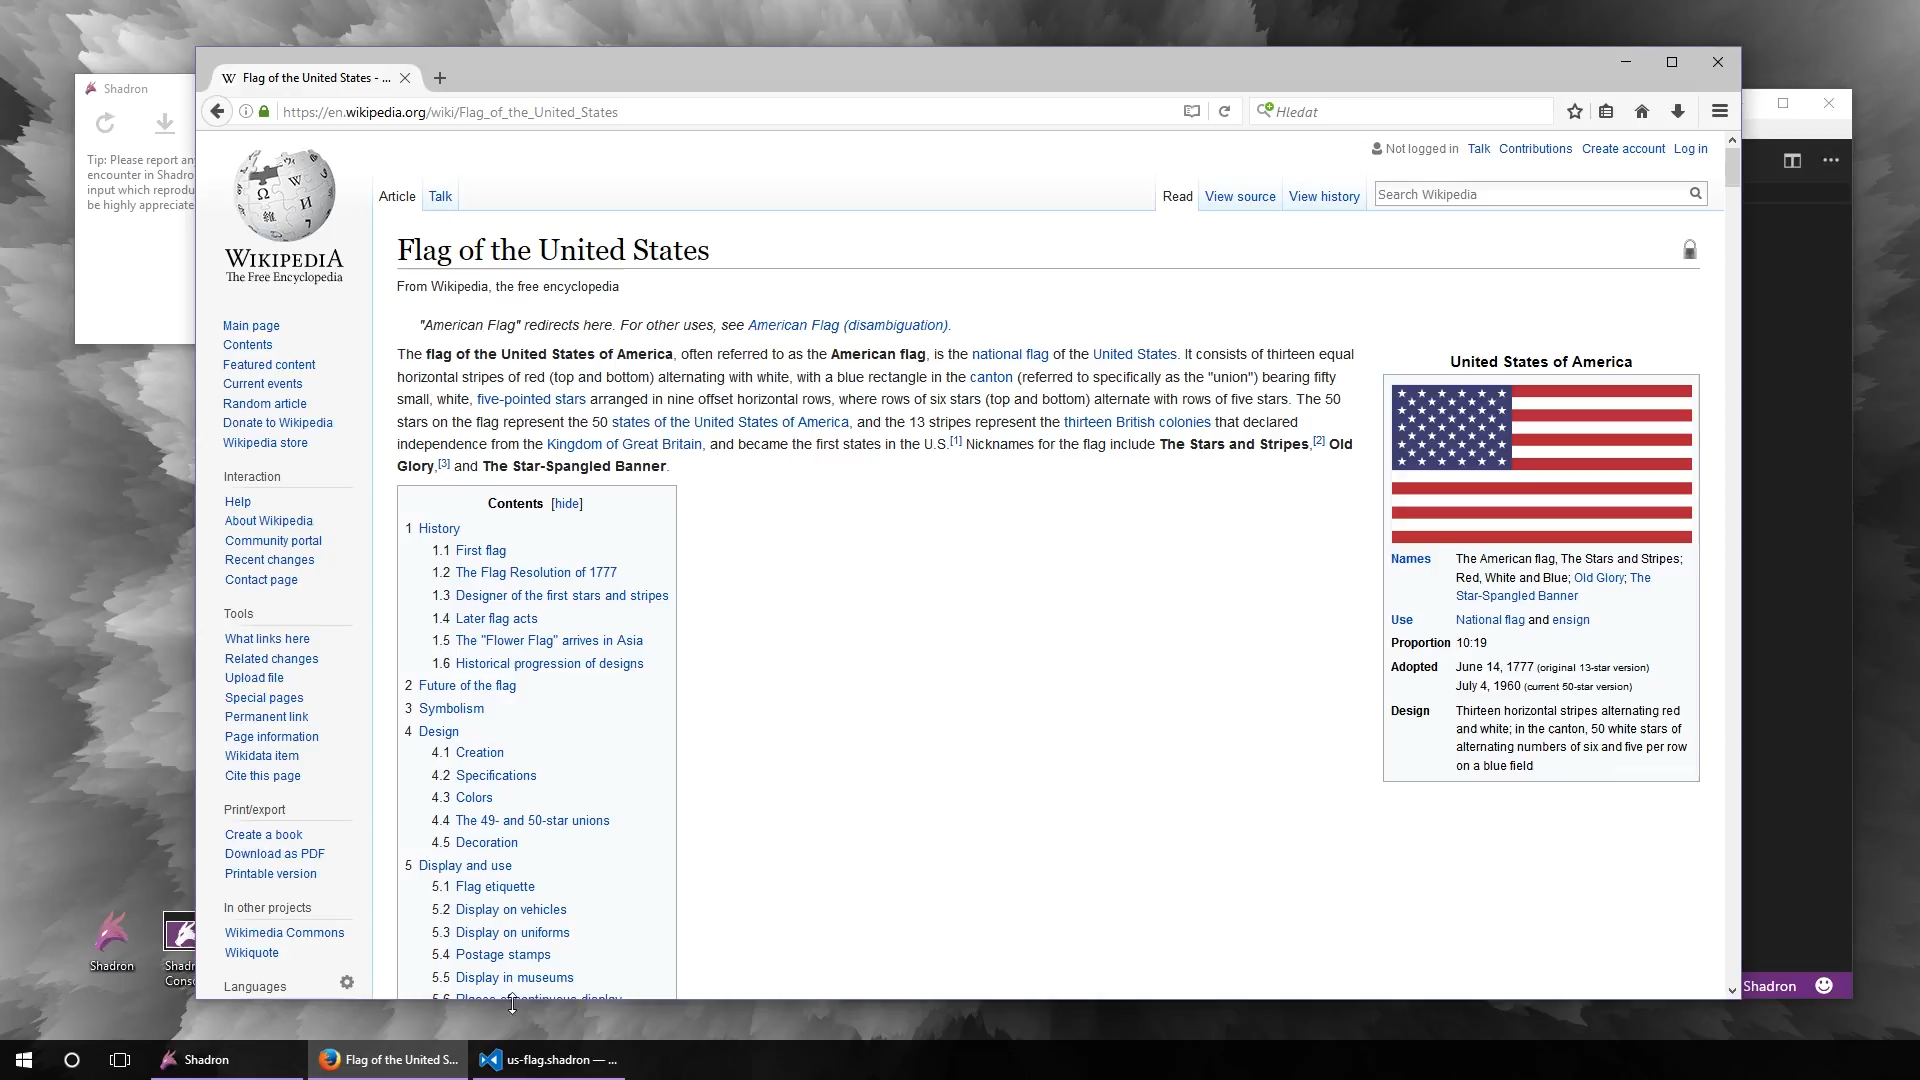 Shadron
Tip: Please report an
encounter in Shadro
input which reprodu
be highly appreciate
Flag of the United States - ...
https://en.wikipedia.org/wiki/Flag_of_the_United_States
Hledat
WIKIPEDIA
The Free Encyclopedia
Not logged in Talk Contributions Create account Log in
Article Talk
Read View source View history Search Wikipedia
Flag of the United States
From Wikipedia, the free encyclopedia
"American Flag" redirects here. For other uses, see American Flag (disambiguation).
The flag of the United States of America, often referred to as the American flag, is the national flag of the United States. It consists of thirteen equal
horizontal stripes of red (top and bottom) alternating with white, with a blue rectangle in the canton (referred to specifically as the "union") bearing fifty
small, white, five-pointed stars arranged in nine offset horizontal rows, where rows of six stars (top and bottom) alternate with rows of five stars. The 50
stars on the flag represent the 50 states of the United States of America, and the 13 stripes represent the thirteen British colonies that declared
independence from the Kingdom of Great Britain, and became the first states in the U.S.[1] Nicknames for the flag include The Stars and Stripes,[2] Old
Glory,[3] and The Star-Spangled Banner.
Contents [hide]
1 History
1.1 First flag
1.2 The Flag Resolution of 1777
1.3 Designer of the first stars and stripes
1.4 Later flag acts
1.5 The "Flower Flag" arrives in Asia
1.6 Historical progression of designs
2 Future of the flag
3 Symbolism
4 Design
4.1 Creation
4.2 Specifications
4.3 Colors
4.4 The 49- and 50-star unions
4.5 Decoration
5 Display and use
5.1 Flag etiquette
5.2 Display on vehicles
5.3 Display on uniforms
5.4 Postage stamps
5.5 Display in museums
5.6 Places of continuous display
United States of America
Names The American flag, The Stars and Stripes;
Red, White and Blue; Old Glory; The
Star-Spangled Banner
Use National flag and ensign
Proportion 10:19
Adopted June 14, 1777 (original 13-star version)
July 4, 1960 (current 50-star version)
Design Thirteen horizontal stripes alternating red
and white; in the canton, 50 white stars of
alternating numbers of six and five per row
on a blue field
Main page
Contents
Featured content
Current events
Random article
Donate to Wikipedia
Wikipedia store
Interaction
Help
About Wikipedia
Community portal
Recent changes
Contact page
Tools
What links here
Related changes
Upload file
Special pages
Permanent link
Page information
Wikidata item
Cite this page
Print/export
Create a book
Download as PDF
Printable version
In other projects
Wikimedia Commons
Wikiquote
Languages
Shadron
Shadr
Conso
Shadron
Shadron
Flag of the United S...
us-flag.shadron — ...